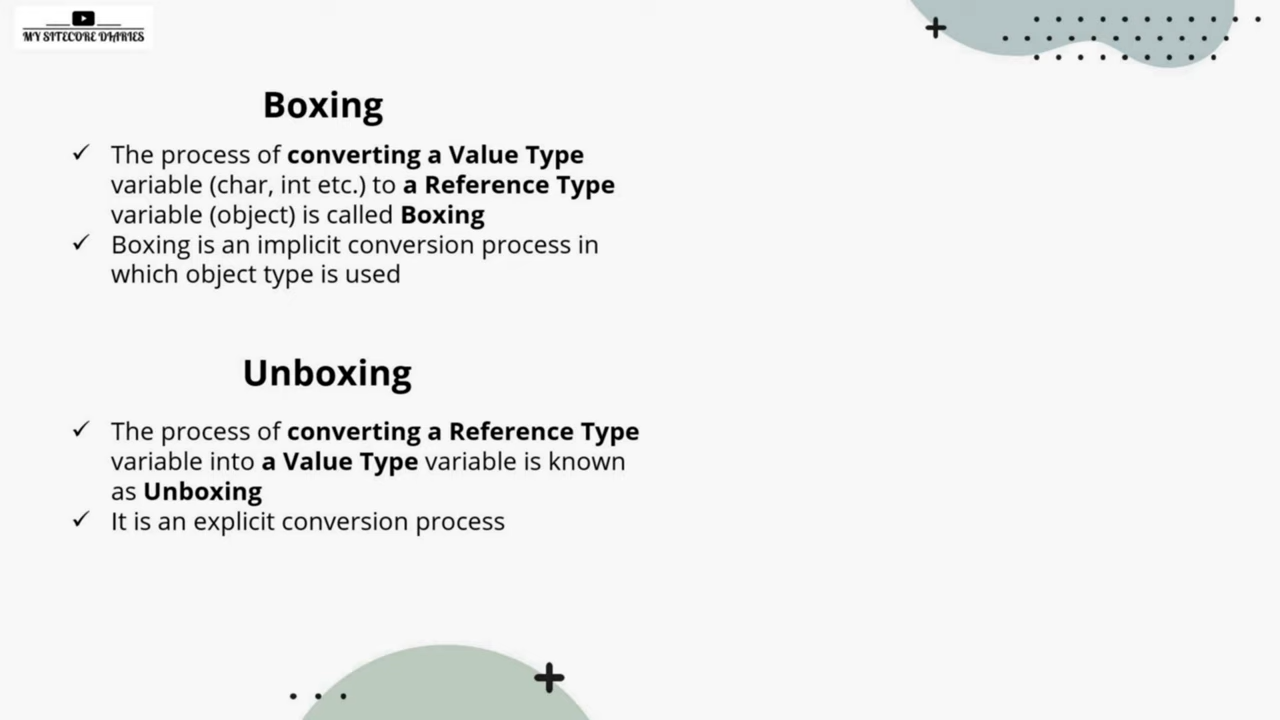 MY SITECORE DIARIES
Boxing
✓ The process of converting a Value Type
variable (char, int etc.) to a Reference Type
variable (object) is called Boxing
✓ Boxing is an implicit conversion process in
which object type is used
Unboxing
✓ The process of converting a Reference Type
variable into a Value Type variable is known
as Unboxing
✓ It is an explicit conversion process